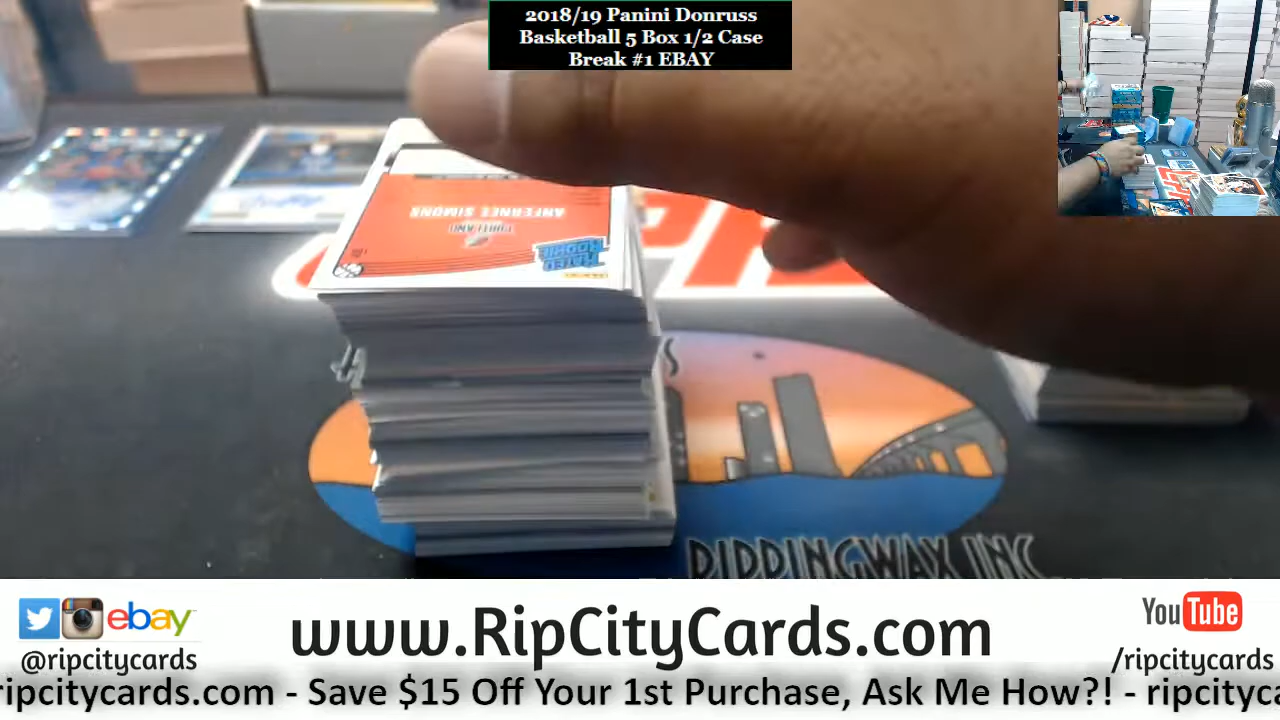 2018/19 Panini Donruss
Basketball 5 Box 1/2 Case
Break #1 EBAY
PORTLAND
ANFERNEE SIMONS
RATED
ROOKIE
RIPPINGWAX INC
ebay
@ripcitycards
www.RipCityCards.com
YouTube
/ripcitycards
ripcitycards.com - Save $15 Off Your 1st Purchase, Ask Me How?! - ripcityca